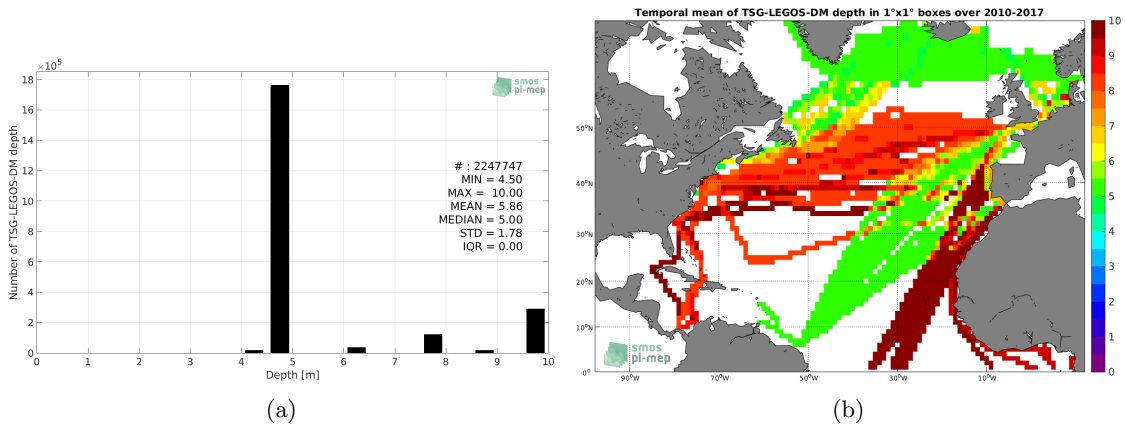 ×10⁵
18
16
14
12
10
8
6
4
2
0
Number of TSG-LEGOS-DM depth
smos
pi-mep
# : 2247747
MIN = 4.50
MAX = 10.00
MEAN = 5.86
MEDIAN = 5.00
STD = 1.78
IQR = 0.00
0 1 2 3 4 5 6 7 8 9 10
Depth [m]
(a)
Temporal mean of TSG-LEGOS-DM depth in 1°x1° boxes over 2010-2017
50°N
40°N
30°N
20°N
10°N
0°
90°W 70°W 50°W 30°W 10°W
smos
pi-mep
10
9
8
7
6
5
4
3
2
1
0
(b)